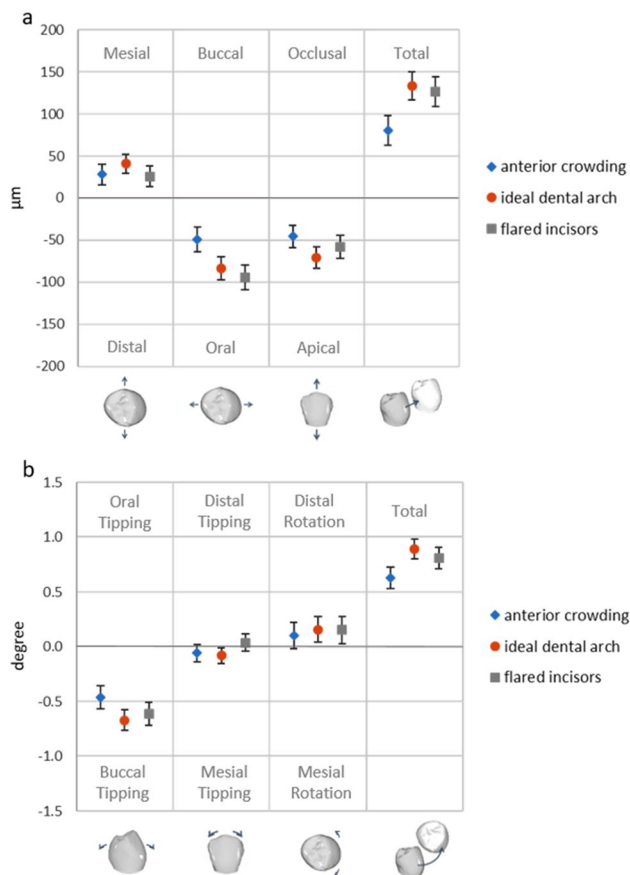 a
200
Mesial Buccal Occlusal Total
150
100
50
0
-50
-100
-150
Distal Oral Apical
-200
µm
anterior crowding
ideal dental arch
flared incisors
b
1.5
Oral Tipping Distal Tipping Distal Rotation Total
1.0
0.5
0.0
-0.5
-1.0
Buccal Tipping Mesial Tipping Mesial Rotation
-1.5
degree
anterior crowding
ideal dental arch
flared incisors